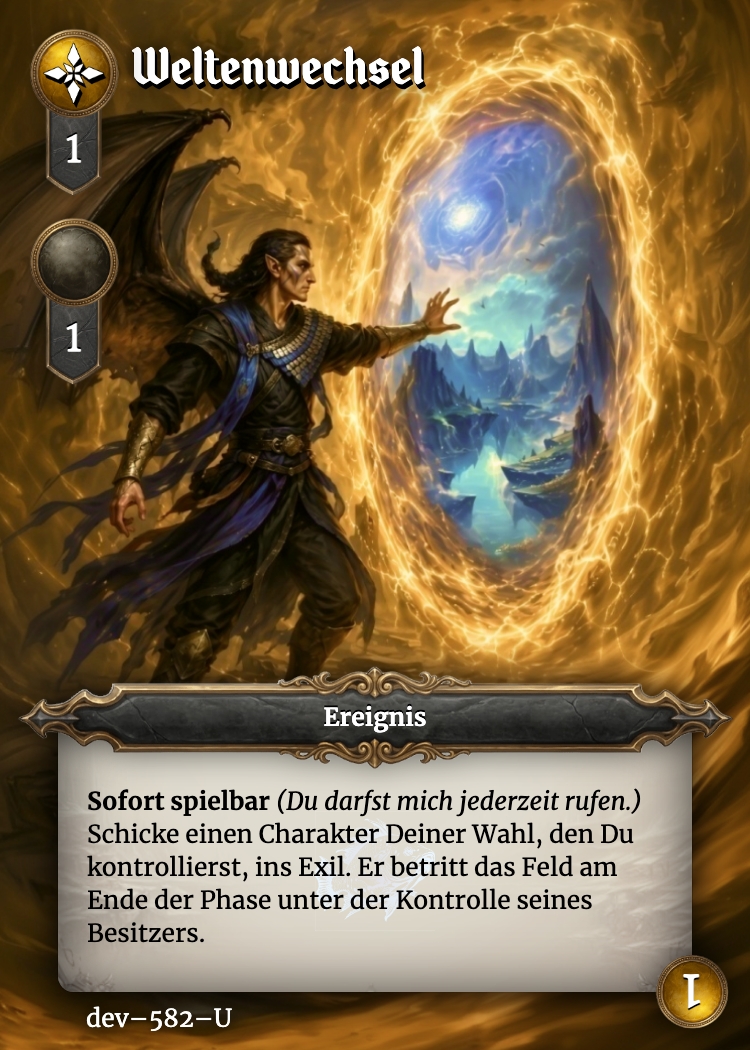 Weltenwechsel
1
1
Ereignis
Sofort spielbar (Du darfst mich jederzeit rufen.)
Schicke einen Charakter Deiner Wahl, den Du
kontrollierst, ins Exil. Er betritt das Feld am
Ende der Phase unter der Kontrolle seines
Besitzers.
1
dev–582–U